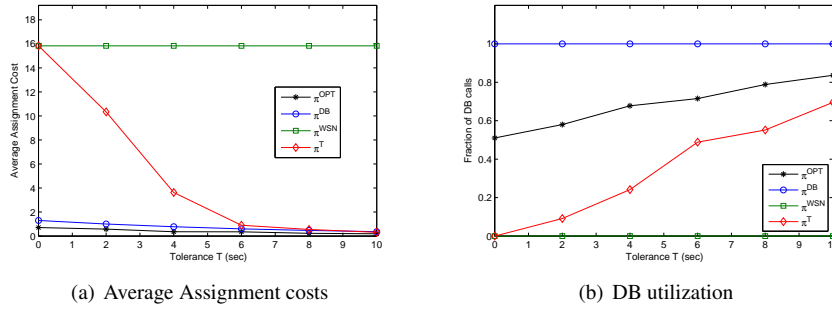 18
16
14
12
10
8
6
4
2
0
Average Assignment Cost
π^OPT
π^DB
π^WSN
π^T
0 1 2 3 4 5 6 7 8 9 10
Tolerance T (sec)
(a) Average Assignment costs
1
0.8
0.6
0.4
0.2
0
Fraction of DB calls
π^OPT
π^DB
π^WSN
π^T
0 1 2 3 4 5 6 7 8 9 10
Tolerance T (sec)
(b) DB utilization